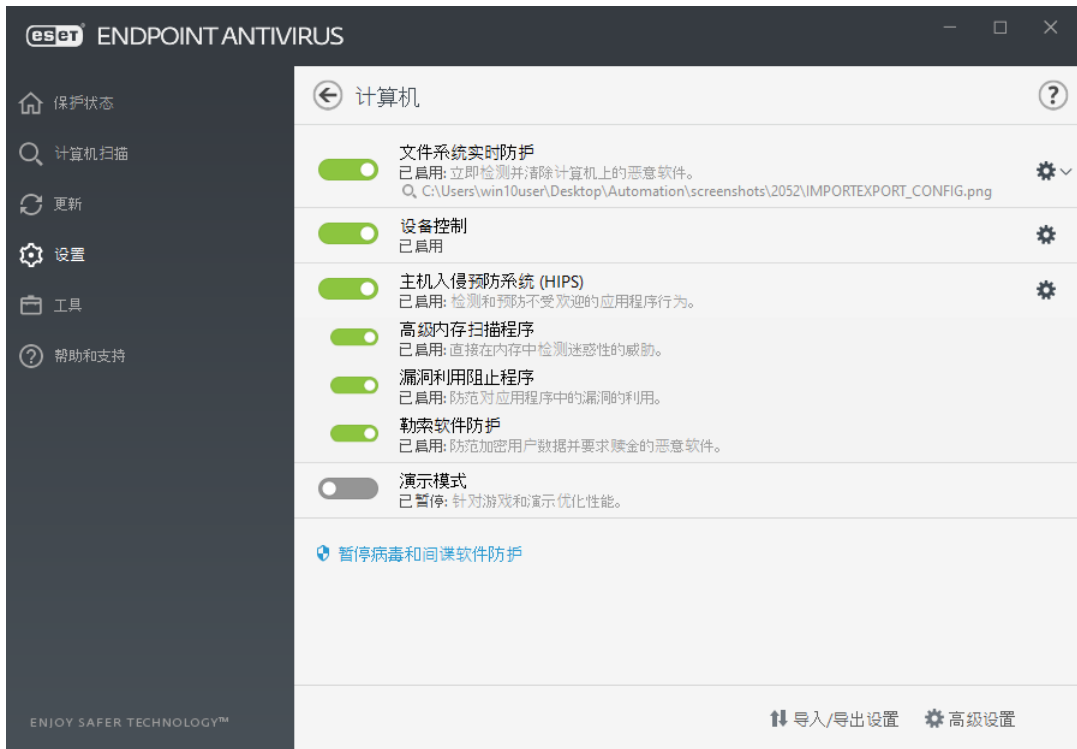 eset ENDPOINT ANTIVIRUS
保护状态
计算机扫描
更新
设置
工具
帮助和支持
ENJOY SAFER TECHNOLOGY™
计算机
?
文件系统实时防护
已启用: 立即检测并清除计算机上的恶意软件。
C:\Users\win10user\Desktop\Automation\screenshots\2052\IMPORTEXPORT_CONFIG.png
设备控制
已启用
主机入侵预防系统 (HIPS)
已启用: 检测和预防不受欢迎的应用程序行为。
高级内存扫描程序
已启用: 直接在内存中检测迷惑性的威胁。
漏洞利用阻止程序
已启用: 防范对应用程序中的漏洞的利用。
勒索软件防护
已启用: 防范加密用户数据并要求赎金的恶意软件。
演示模式
已暂停: 针对游戏和演示优化性能。
暂停病毒和间谍软件防护
导入/导出设置 高级设置